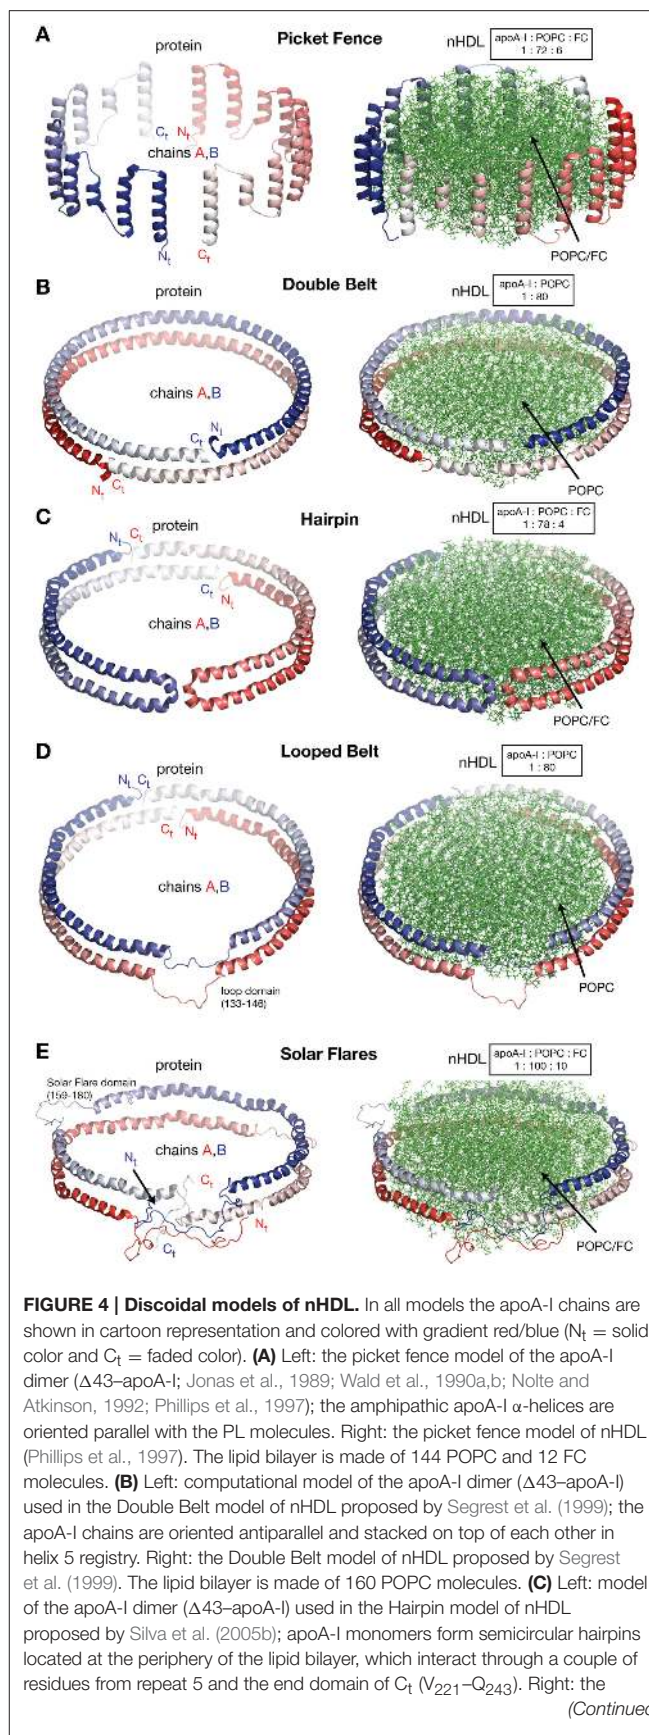 A
Picket Fence
protein
nHDL
apoA-I : POPC : FC
1 : 72 : 6
Ct Nt
chains A,B
Nt
Ct
POPC/FC
B
Double Belt
protein
nHDL
apoA-I : POPC
1 : 80
chains A,B
Ct Nt
Nt Ct
POPC
C
Hairpin
protein
nHDL
apoA-I : POPC : FC
1 : 78 : 4
Nt Ct
Ct Nt
chains A,B
POPC/FC
D
Looped Belt
protein
nHDL
apoA-I : POPC
1 : 80
Nt Ct
Ct Nt
chains A,B
loop domain
(133-146)
POPC
E
Solar Flares
protein
nHDL
apoA-I : POPC : FC
1 : 100 : 10
Solar Flare domain
(159-180)
chains A,B
Nt
Ct
Nt
Ct
POPC/FC
FIGURE 4 | Discoidal models of nHDL. In all models the apoA-I chains are
shown in cartoon representation and colored with gradient red/blue (Nt = solid
color and Ct = faded color). (A) Left: the picket fence model of the apoA-I
dimer (Δ43–apoA-I; Jonas et al., 1989; Wald et al., 1990a,b; Nolte and
Atkinson, 1992; Phillips et al., 1997); the amphipathic apoA-I α-helices are
oriented parallel with the PL molecules. Right: the picket fence model of nHDL
(Phillips et al., 1997). The lipid bilayer is made of 144 POPC and 12 FC
molecules. (B) Left: computational model of the apoA-I dimer (Δ43–apoA-I)
used in the Double Belt model of nHDL proposed by Segrest et al. (1999); the
apoA-I chains are oriented antiparallel and stacked on top of each other in
helix 5 registry. Right: the Double Belt model of nHDL proposed by Segrest
et al. (1999). The lipid bilayer is made of 160 POPC molecules. (C) Left: model
of the apoA-I dimer (Δ43–apoA-I) used in the Hairpin model of nHDL
proposed by Silva et al. (2005b); apoA-I monomers form semicircular hairpins
located at the periphery of the lipid bilayer, which interact through a couple of
residues from repeat 5 and the end domain of Ct (V221–Q243). Right: the
(Continued